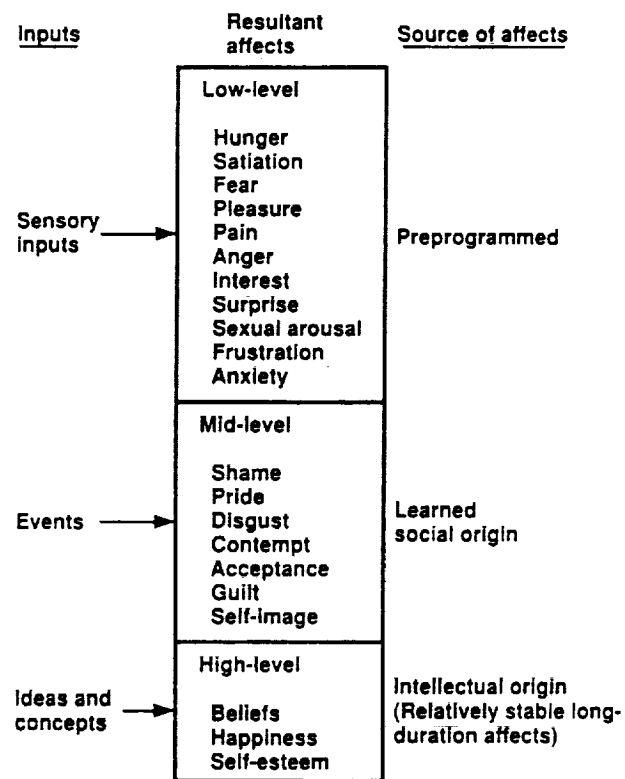 Inputs
Resultant
affects
Source of affects
Low-level
Hunger
Satiation
Fear
Pleasure
Pain
Anger
Interest
Surprise
Sexual arousal
Frustration
Anxiety
Sensory
inputs
Preprogrammed
Mid-level
Shame
Pride
Disgust
Contempt
Acceptance
Guilt
Self-image
Events
Learned
social origin
High-level
Beliefs
Happiness
Self-esteem
Ideas and
concepts
Intellectual origin
(Relatively stable long-
duration affects)